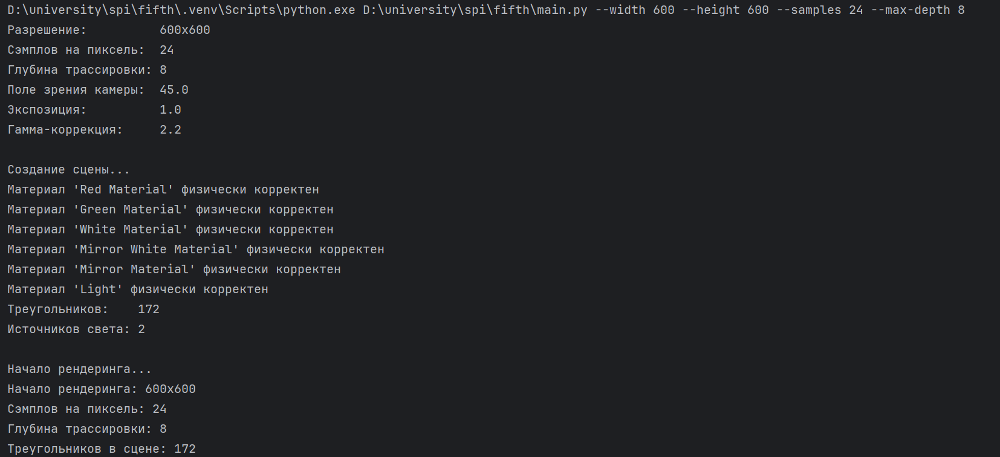 D:\university\spi\fifth\.venv\Scripts\python.exe D:\university\spi\fifth\main.py --width 600 --height 600 --samples 24 --max-depth 8
Разрешение:          600x600
Сэмплов на пиксель:  24
Глубина трассировки: 8
Поле зрения камеры:  45.0
Экспозиция:          1.0
Гамма-коррекция:     2.2
Создание сцены...
Материал 'Red Material' физически корректен
Материал 'Green Material' физически корректен
Материал 'White Material' физически корректен
Материал 'Mirror White Material' физически корректен
Материал 'Mirror Material' физически корректен
Материал 'Light' физически корректен
Треугольников:    172
Источников света: 2
Начало рендеринга...
Начало рендеринга: 600x600
Сэмплов на пиксель: 24
Глубина трассировки: 8
Треугольников в сцене: 172